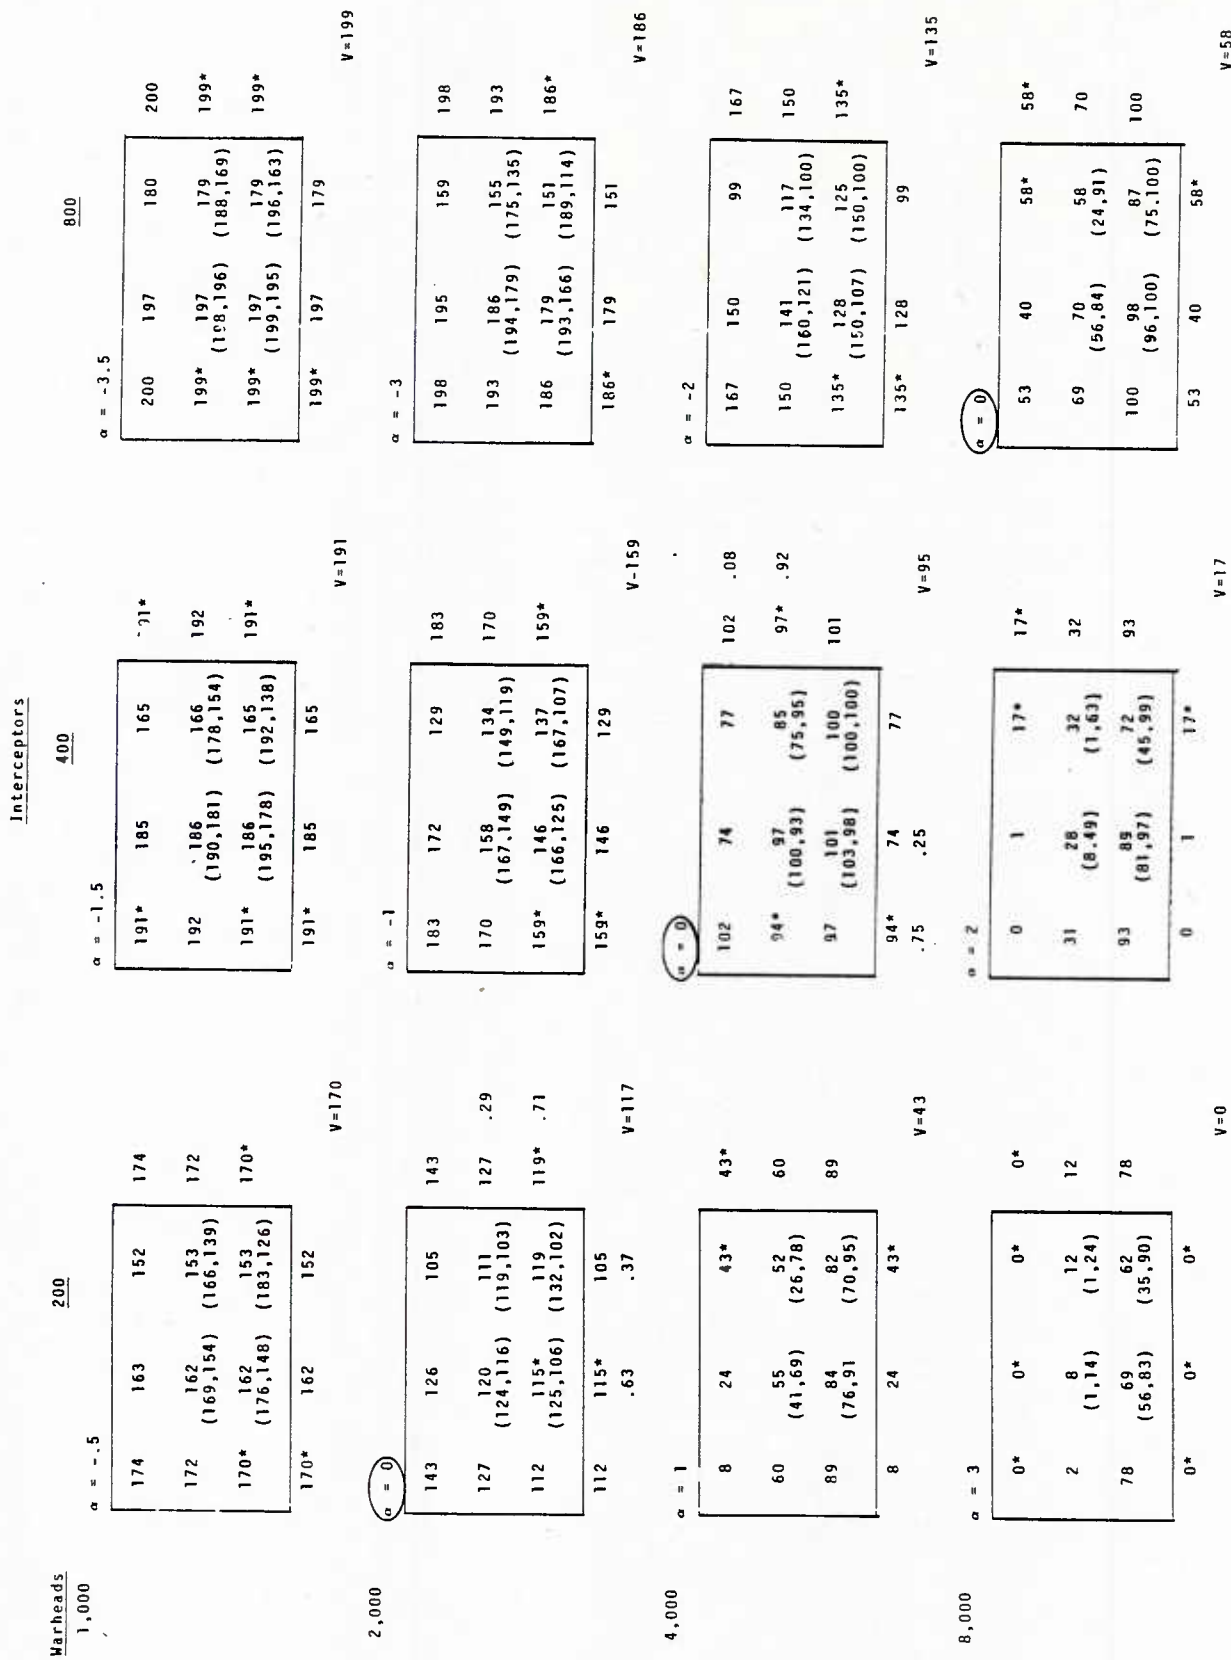 Interceptors
Warheads 200 400 800
1,000
α = -.5 α = -1.5 α = -3.5
174 163 152 174 191* 185 165 191* 200 197 180 200
172 162 153 172 192 186 166 192 199* 197 179 199*
(169,154) (166,139) (190,181) (178,154) (198,196) (188,169)
170* 162 153 170* 191* 186 165 191* 199* 197 179 199*
(176,148) (183,126) (195,178) (192,138) (199,195) (196,163)
170* 162 152 191* 185 165 199* 197 179
V=170 V=191 V=199
2,000
α = 0 α = -1 α = -3
143 126 105 143 183 172 129 183 198 195 159 198
127 120 111 127 .29 170 158 134 170 193 186 155 193
(124,116) (119,103) (167,149) (149,119) (194,179) (175,135)
112 115* 119 119* .71 159* 146 137 159* 186 179 151 186*
(125,106) (132,102) (166,125) (167,107) (193,166) (189,114)
112 115* 105 159* 146 129 186* 179 151
.63 .37
V=117 V-159 V=186
4,000
α = 1 α = 0 α = -2
8 24 43* 43* 102 74 77 102 .08 167 150 99 167
60 55 52 60 94* 97 85 97* .92 150 141 117 150
(41,69) (26,78) (100,93) (75,95) (160,121) (134,100)
89 84 82 89 97 101 100 101 135* 128 125 135*
(76,91 (70,95) (103,98) (100,100) (150,107) (150,100)
8 24 43* 94* 74 77 135* 128 99
.75 .25
V=43 V=95 V=135
8,000
α = 3 α = 2 α = 0
0* 0* 0* 0* 0 1 17* 17* 53 40 58* 58*
2 8 12 12 31 28 32 32 69 70 58 70
(1,14) (1,24) (8.49) (1,63) (56,84) (24,91)
78 69 62 78 93 89 72 93 100 98 87 100
(56,83) (35,90) (81,97) (45,99) (96,100) (75.100)
0* 0* 0* 0 1 17* 53 40 58*
V=0 V=17 V=58